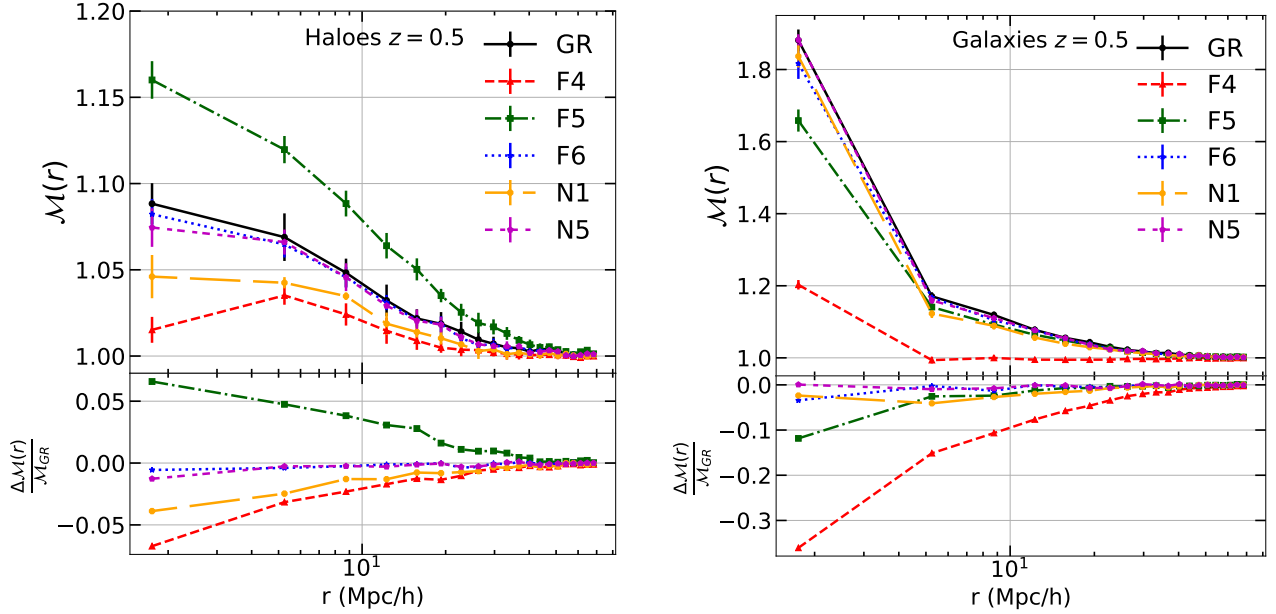 Haloes z = 0.5
GR
F4
F5
F6
N1
N5
1.20
1.15
1.10
1.05
1.00
ℳ(r)
0.05
0.00
−0.05
Δℳ(r)
ℳGR
10¹
r (Mpc/h)
Galaxies z = 0.5
GR
F4
F5
F6
N1
N5
1.8
1.6
1.4
1.2
1.0
ℳ(r)
0.0
−0.1
−0.2
−0.3
Δℳ(r)
ℳGR
10¹
r (Mpc/h)